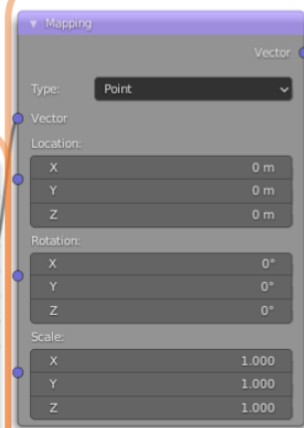 Mapping
Vector
Type: Point
Vector
Location:
X 0 m
Y 0 m
Z 0 m
Rotation:
X 0°
Y 0°
Z 0°
Scale:
X 1.000
Y 1.000
Z 1.000